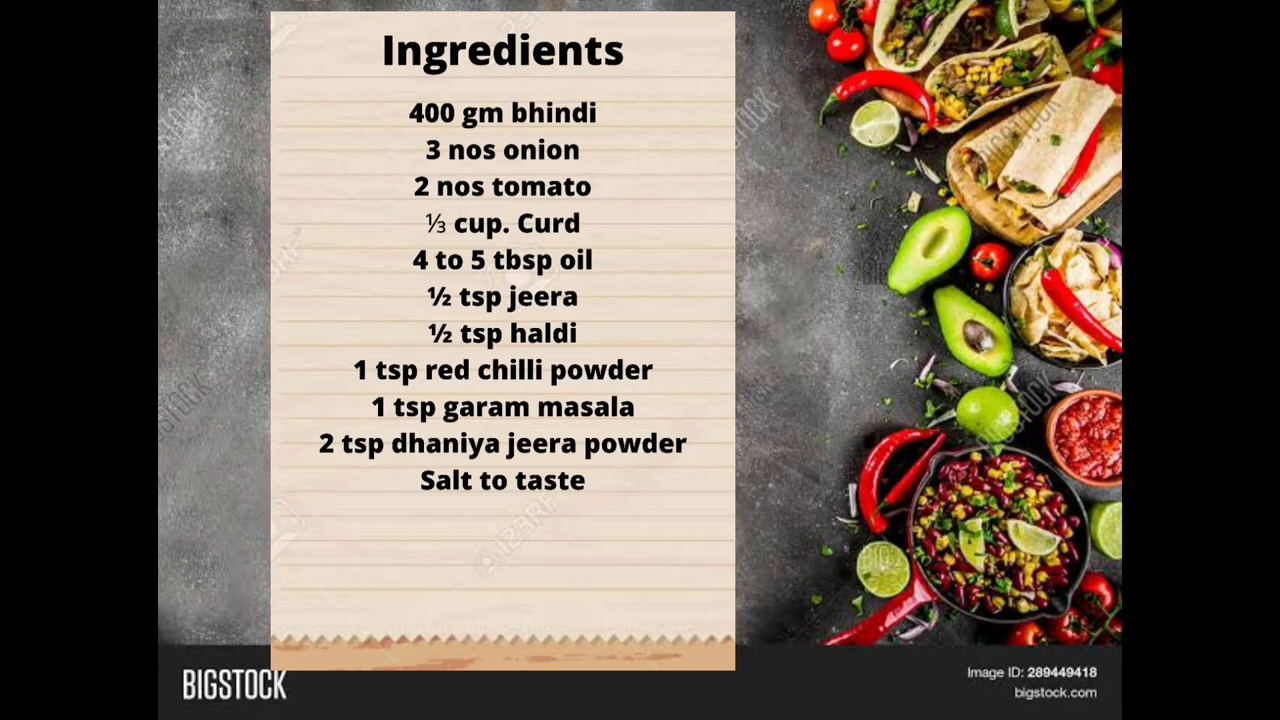 Ingredients
400 gm bhindi
3 nos onion
2 nos tomato
⅓ cup. Curd
4 to 5 tbsp oil
½ tsp jeera
½ tsp haldi
1 tsp red chilli powder
1 tsp garam masala
2 tsp dhaniya jeera powder
Salt to taste
BIGSTOCK
Image ID: 289449418
bigstock.com